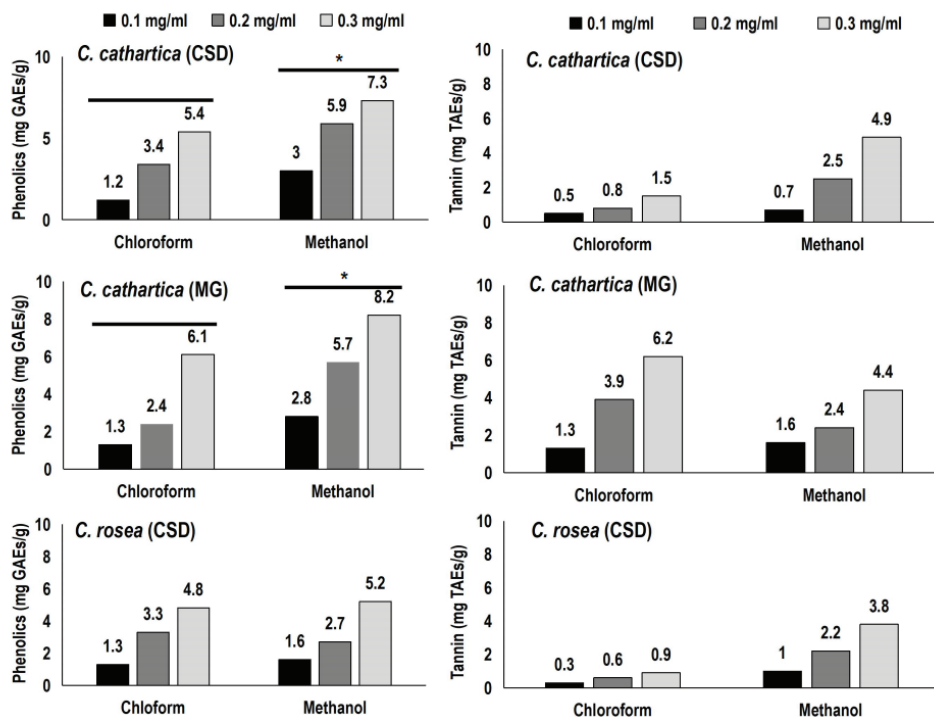 0.1 mg/ml 0.2 mg/ml 0.3 mg/ml
C. cathartica (CSD)
*
Phenolics (mg GAEs/g)
10
5
0
1.2
3.4
5.4
3
5.9
7.3
Chloroform
Methanol
C. cathartica (MG)
*
Phenolics (mg GAEs/g)
10
8
6
4
2
0
1.3
2.4
6.1
2.8
5.7
8.2
Chloroform
Methanol
C. rosea (CSD)
Phenolics (mg GAEs/g)
10
8
6
4
2
0
1.3
3.3
4.8
1.6
2.7
5.2
Chloroform
Methanol
0.1 mg/ml 0.2 mg/ml 0.3 mg/ml
C. cathartica (CSD)
Tannin (mg TAEs/g)
10
8
6
4
2
0
0.5
0.8
1.5
0.7
2.5
4.9
Chloroform
Methanol
C. cathartica (MG)
Tannin (mg TAEs/g)
10
8
6
4
2
0
1.3
3.9
6.2
1.6
2.4
4.4
Chloroform
Methanol
C. rosea (CSD)
Tannin (mg TAEs/g)
10
8
6
4
2
0
0.3
0.6
0.9
1
2.2
3.8
Chloroform
Methanol